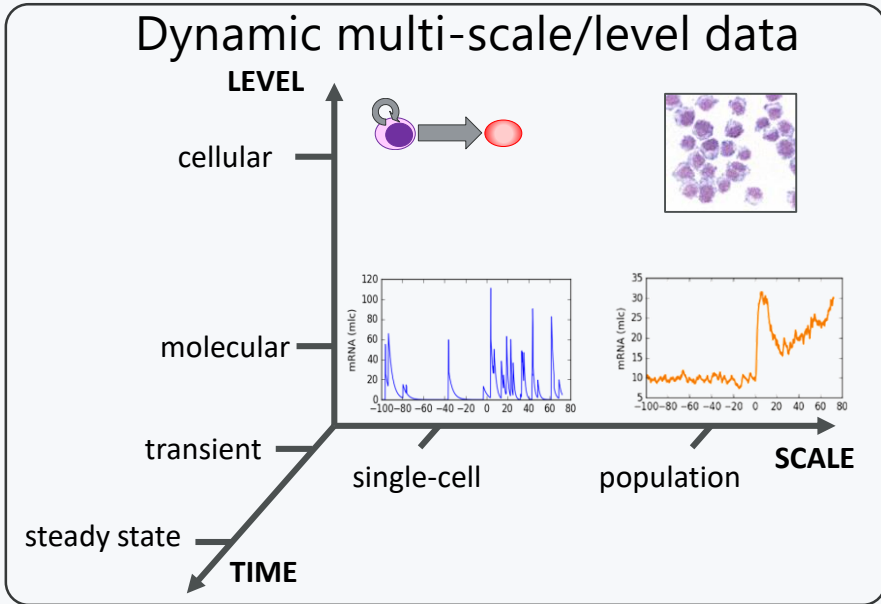 Dynamic multi-scale/level data
LEVEL
cellular
molecular
120
100
80
60
40
20
0
mRNA (mlc)
−100 −80 −60 −40 −20 0 20 40 60 80
35
30
25
20
15
10
5
mRNA (mlc)
−100 −80 −60 −40 −20 0 20 40 60 80
transient
single-cell
population
SCALE
steady state
TIME